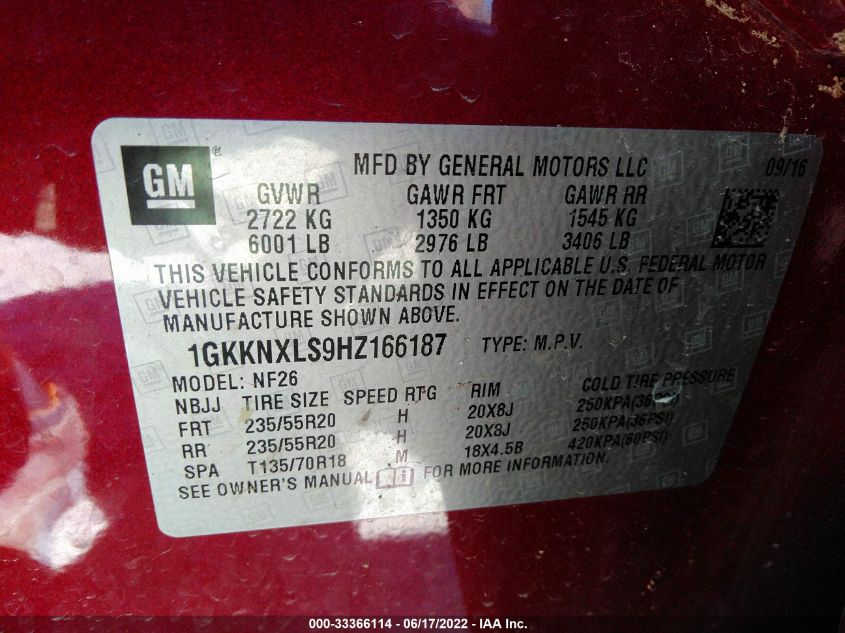 GM ® MFD BY GENERAL MOTORS LLC 09/16
GVWR GAWR FRT GAWR RR
2722 KG 1350 KG 1545 KG
6001 LB 2976 LB 3406 LB
THIS VEHICLE CONFORMS TO ALL APPLICABLE U.S. FEDERAL MOTOR
VEHICLE SAFETY STANDARDS IN EFFECT ON THE DATE OF
MANUFACTURE SHOWN ABOVE.
1GKKNXLS9HZ166187 TYPE: M.P.V.
MODEL: NF26
NBJJ TIRE SIZE SPEED RTG RIM COLD TIRE PRESSURE
FRT 235/55R20 H 20X8J 250KPA(36PSI)
RR 235/55R20 H 20X8J 250KPA(36PSI)
SPA T135/70R18 M 18X4.5B 420KPA(60PSI)
SEE OWNER'S MANUAL FOR MORE INFORMATION.
000-33366114 - 06/17/2022 - IAA Inc.